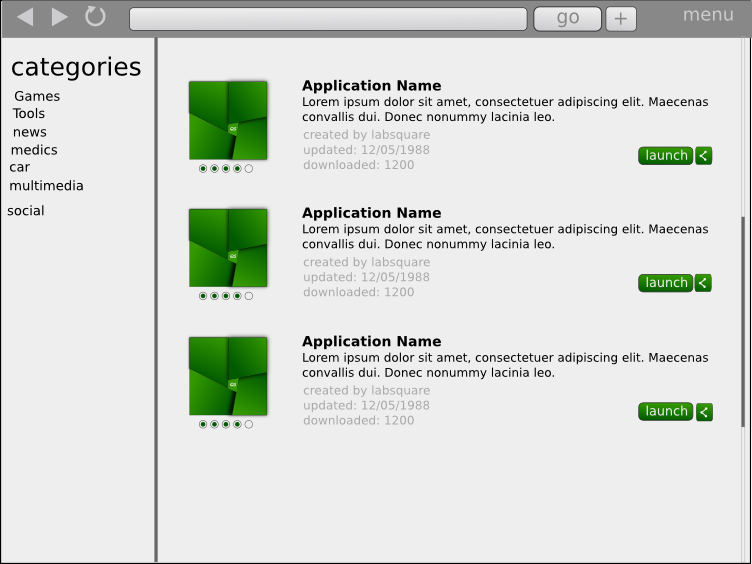 go
+
menu
categories
Games
Tools
news
medics
car
multimedia
social
Application Name
Lorem ipsum dolor sit amet, consectetuer adipiscing elit. Maecenas
convallis dui. Donec nonummy lacinia leo.
created by labsquare
updated: 12/05/1988
downloaded: 1200
launch
Application Name
Lorem ipsum dolor sit amet, consectetuer adipiscing elit. Maecenas
convallis dui. Donec nonummy lacinia leo.
created by labsquare
updated: 12/05/1988
downloaded: 1200
launch
Application Name
Lorem ipsum dolor sit amet, consectetuer adipiscing elit. Maecenas
convallis dui. Donec nonummy lacinia leo.
created by labsquare
updated: 12/05/1988
downloaded: 1200
launch